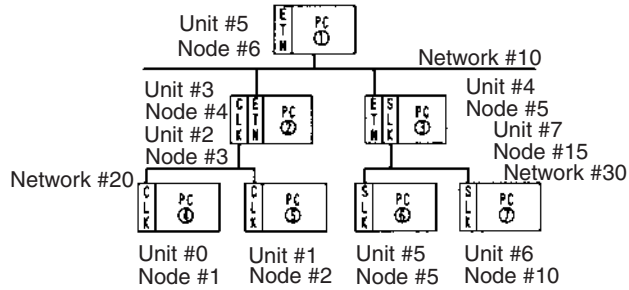 Unit #5
Node #6
ETN
PC
①
Network #10
Unit #3
Node #4
Unit #2
Node #3
CLK
ETN
PC
②
ETN
SLK
PC
③
Unit #4
Node #5
Unit #7
Node #15
Network #30
Network #20
CLK
PC
④
CLK
PC
⑤
SLK
PC
⑥
SLK
PC
⑦
Unit #0
Node #1
Unit #1
Node #2
Unit #5
Node #5
Unit #6
Node #10